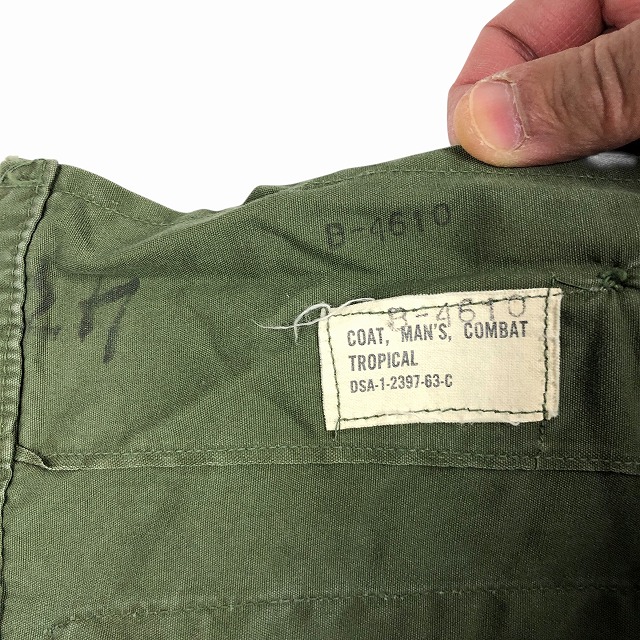 B-4610
B-4610
COAT, MAN'S, COMBAT
TROPICAL
DSA-1-2397-63-C